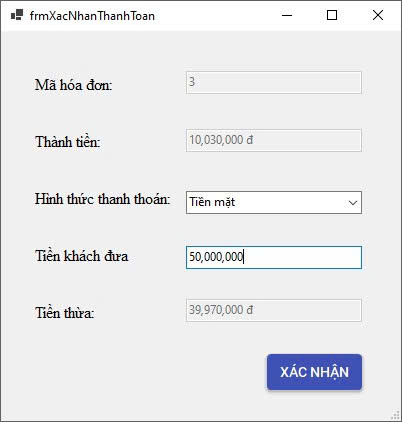 frmXacNhanThanhToan
Mã hóa đơn: 3
Thành tiền: 10,030,000 đ
Hình thức thanh thoán: Tiền mặt
Tiền khách đưa 50,000,000
Tiền thừa: 39,970,000 đ
XÁC NHẬN